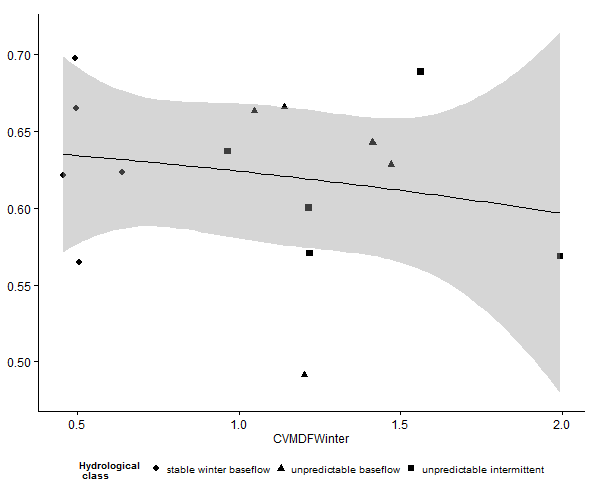 0.70
0.65
0.60
0.55
0.50
0.5 1.0 1.5 2.0
CVMDFWinter
Hydrological
class
stable winter baseflow unpredictable baseflow unpredictable intermittent